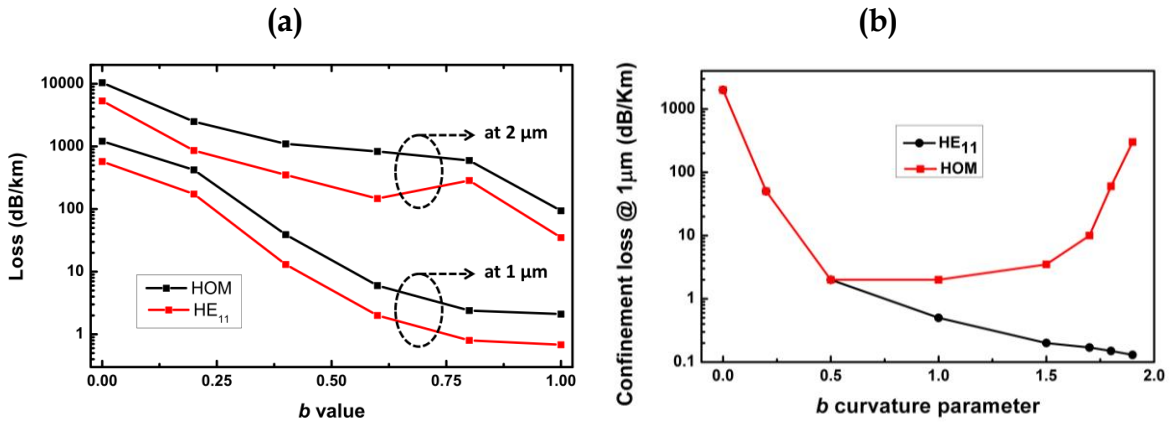 (a)
(b)
10000
1000
100
10
1
Loss (dB/km)
at 2 µm
at 1 µm
HOM
HE11
0.00
0.25
0.50
0.75
1.00
b value
1000
100
10
1
0.1
Confinement loss @ 1µm (dB/Km)
HE11
HOM
0.0
0.5
1.0
1.5
2.0
b curvature parameter